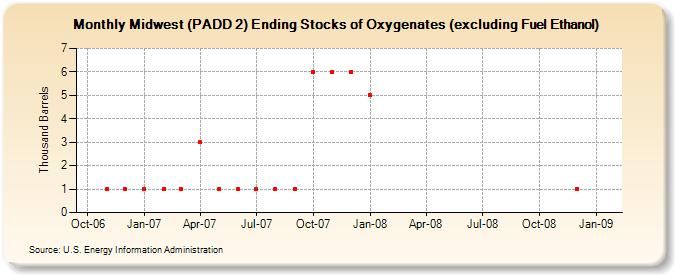 Monthly Midwest (PADD 2) Ending Stocks of Oxygenates (excluding Fuel Ethanol)
Thousand Barrels
7
6
5
4
3
2
1
0
Oct-06 Jan-07 Apr-07 Jul-07 Oct-07 Jan-08 Apr-08 Jul-08 Oct-08 Jan-09
Source: U.S. Energy Information Administration